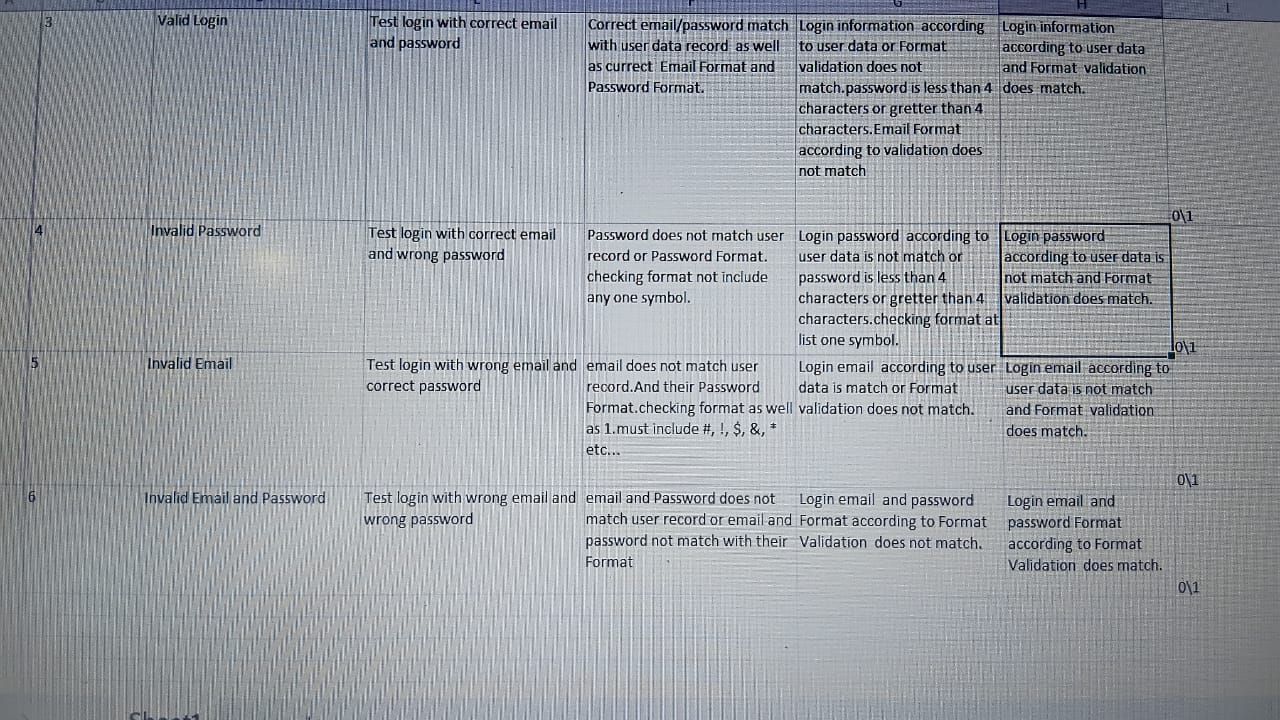 H I
3 Valid Login
Test login with correct email
and password
Correct email/password match
with user data record as well
as currect Email Format and
Password Format.
Login information according
to user data or Format
validation does not
match.password is less than 4
characters or gretter than 4
characters.Email Format
according to validation does
not match
Login information
according to user data
and Format validation
does match.
0\1
4 Invalid Password
Test login with correct email
and wrong password
Password does not match user
record or Password Format.
checking format not include
any one symbol.
Login password according to
user data is not match or
password is less than 4
characters or gretter than 4
characters.checking format at
list one symbol.
Login password
according to user data is
not match and Format
validation does match.
0\1
5 Invalid Email
Test login with wrong email and
correct password
email does not match user
record.And their Password
Format.checking format as well
as 1.must include #, !, $, &, *
etc...
Login email according to user
data is match or Format
validation does not match.
Login email according to
user data is not match
and Format validation
does match.
0\1
6 Invalid Email and Password
Test login with wrong email and
wrong password
email and Password does not
match user record or email and
password not match with their
Format
Login email and password
Format according to Format
Validation does not match.
Login email and
password Format
according to Format
Validation does match.
0\1
Sheet1